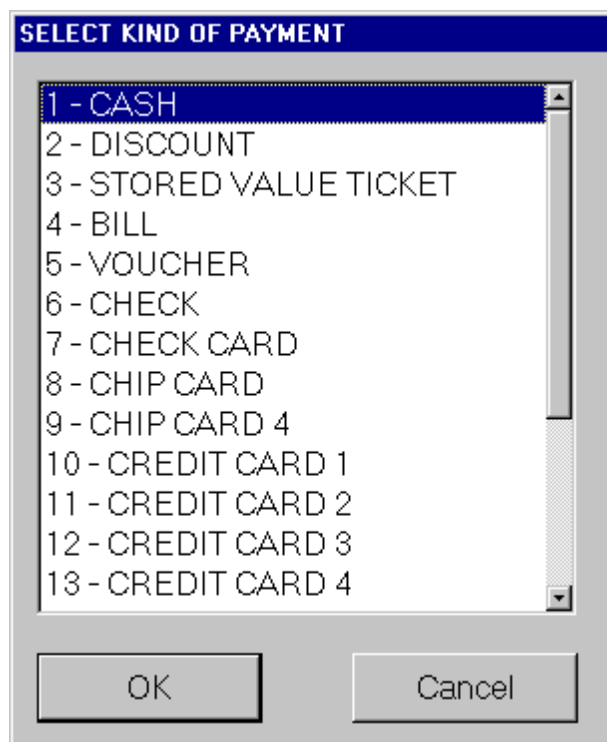 SELECT KIND OF PAYMENT
1 - CASH
2 - DISCOUNT
3 - STORED VALUE TICKET
4 - BILL
5 - VOUCHER
6 - CHECK
7 - CHECK CARD
8 - CHIP CARD
9 - CHIP CARD 4
10 - CREDIT CARD 1
11 - CREDIT CARD 2
12 - CREDIT CARD 3
13 - CREDIT CARD 4
OK Cancel